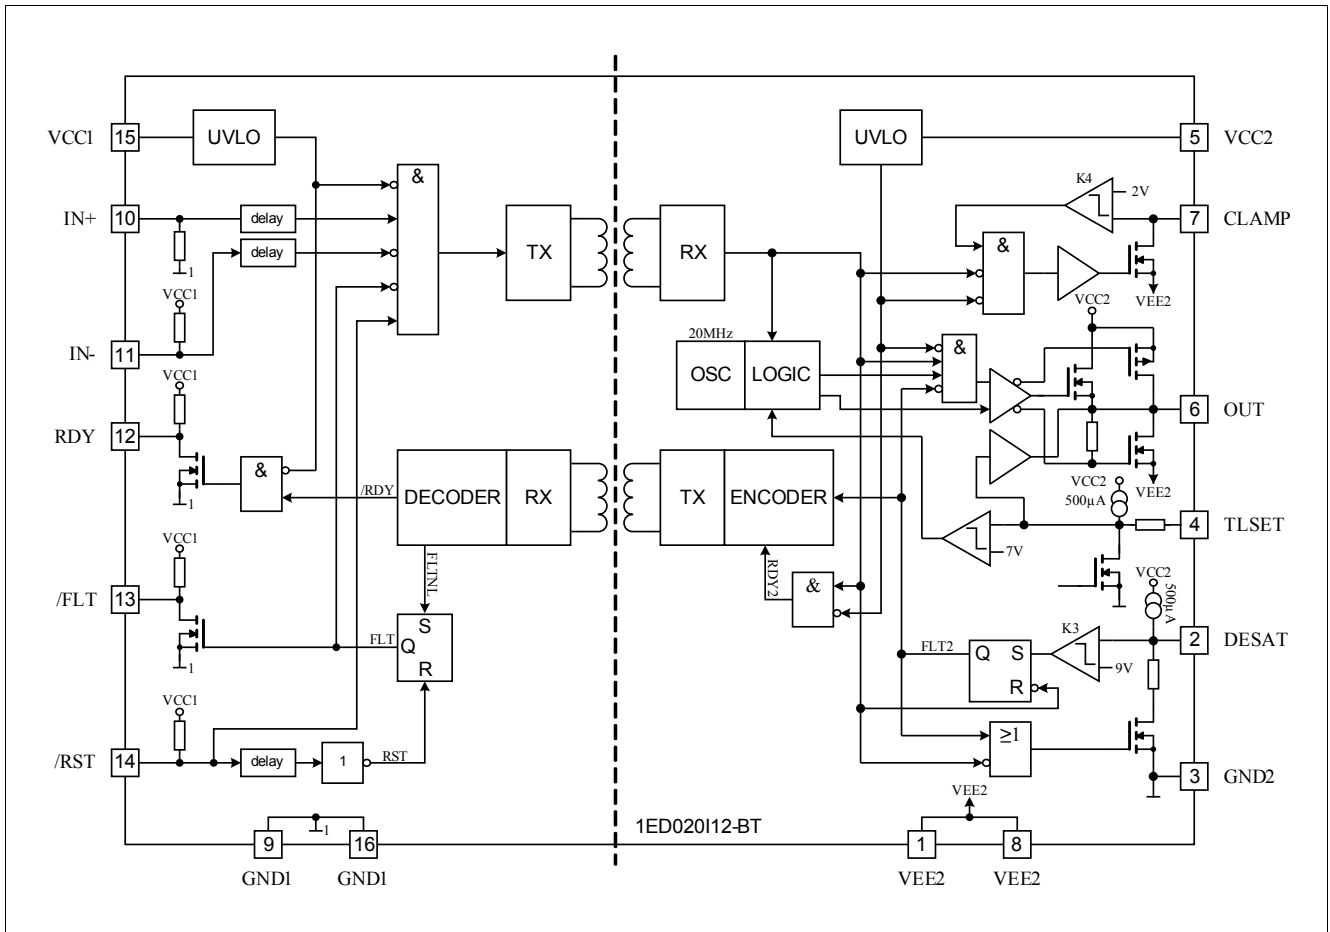 VCC1 15 UVLO UVLO 5 VCC2
& K4 2V
IN+ 10 delay 7 CLAMP
delay TX RX &
1
VCC1 VCC2 VEE2
20MHz &
IN- 11 OSC LOGIC
VCC1
6 OUT
RDY 12
& /RDY DECODER RX TX ENCODER VCC2 VEE2
1 500µA
4 TLSET
VCC1 7V
FLTNL RDY2 & VCC2
/FLT 13 500µA
S K3
FLT Q FLT2 Q S 2 DESAT
1 R R 9V
VCC1
≥1
/RST 14 delay 1 RST
3 GND2
VEE2
1 1ED020I12-BT
9 16 1 8
GND1 GND1 VEE2 VEE2